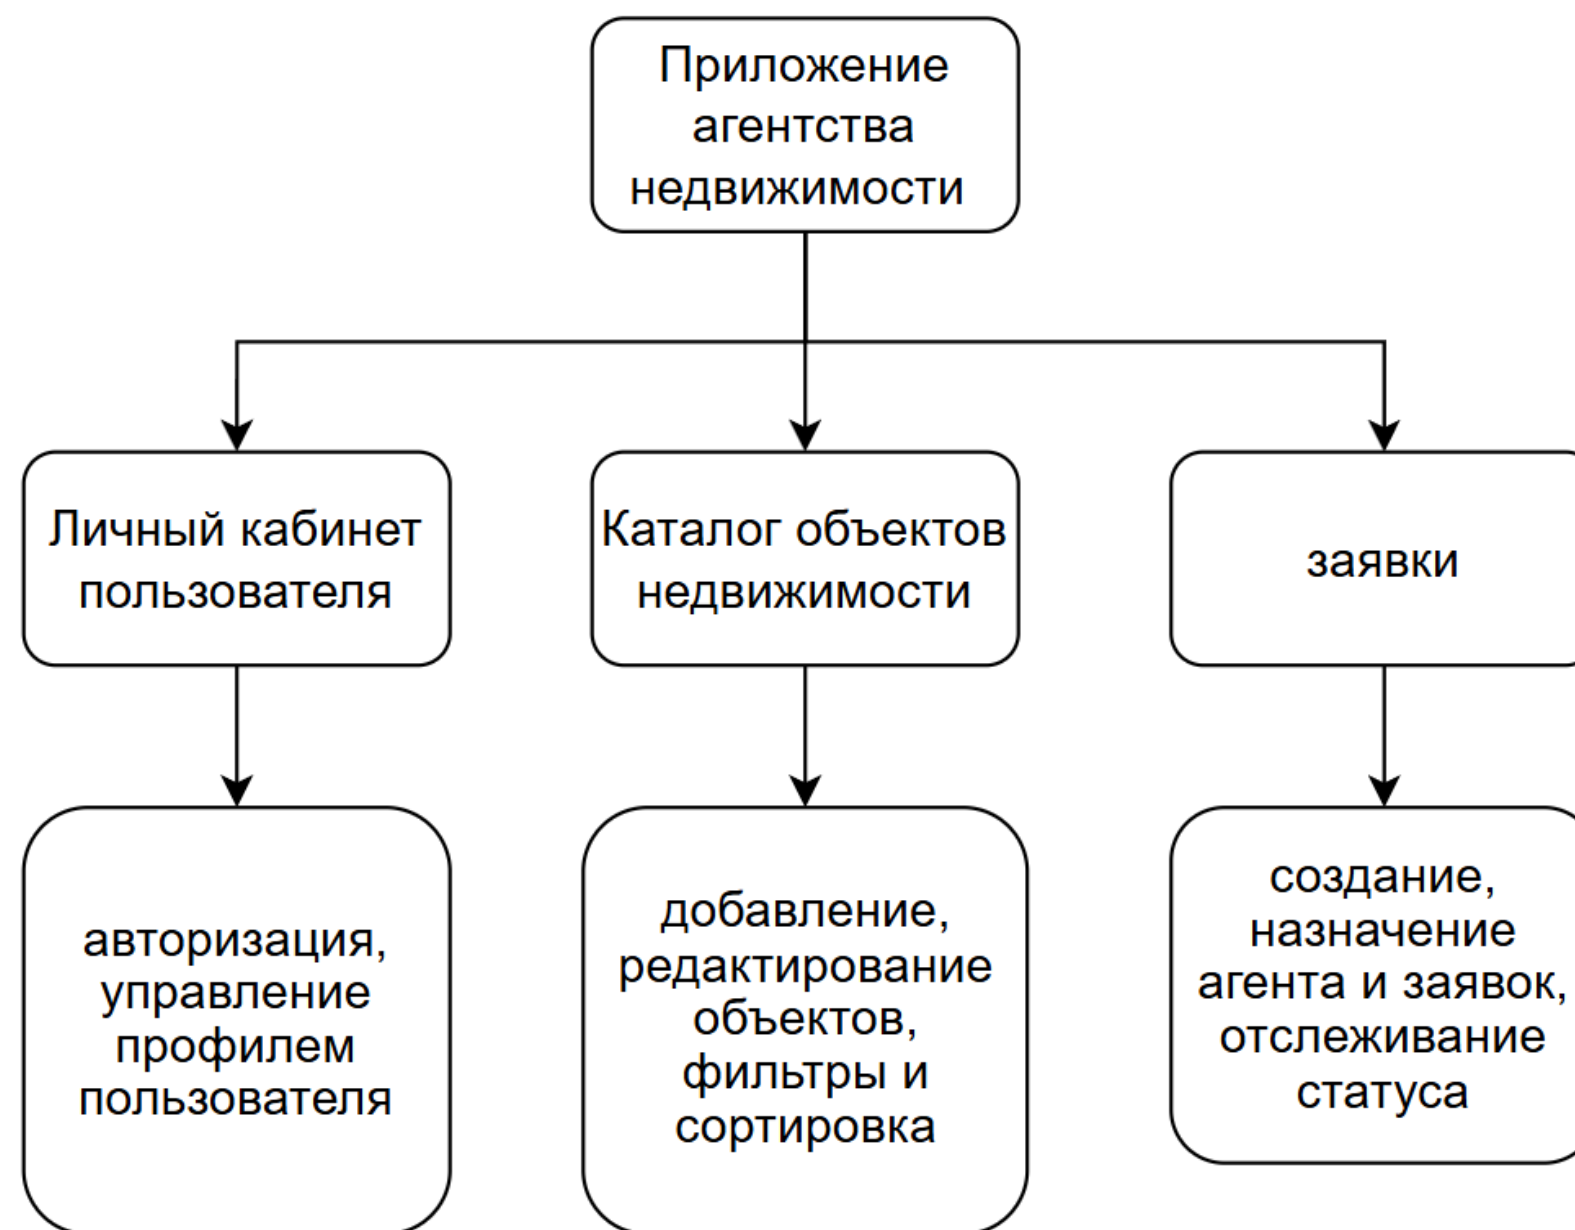 Приложение
агентства
недвижимости
Личный кабинет
пользователя
Каталог объектов
недвижимости
заявки
авторизация,
управление
профилем
пользователя
добавление,
редактирование
объектов,
фильтры и
сортировка
создание,
назначение
агента и заявок,
отслеживание
статуса